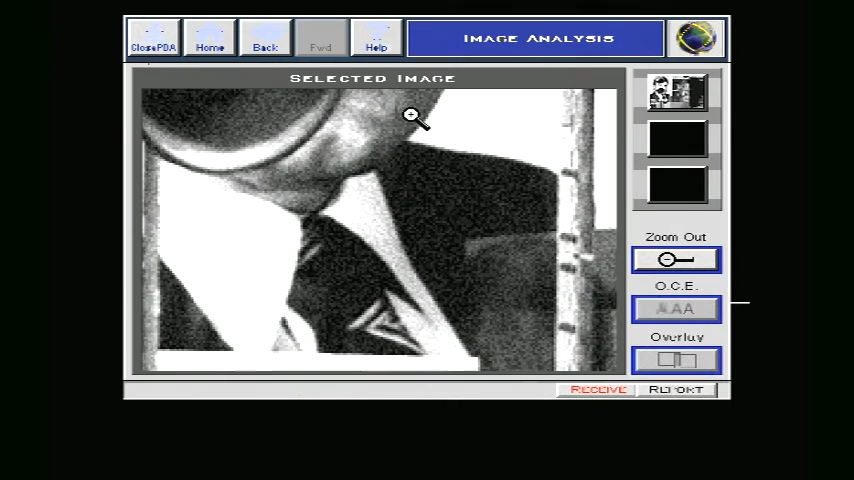 ClosePDA Home Back Fwd Help IMAGE ANALYSIS
SELECTED IMAGE
Zoom Out
O.C.E.
AAA
Overlay
RECEIVE REPORT